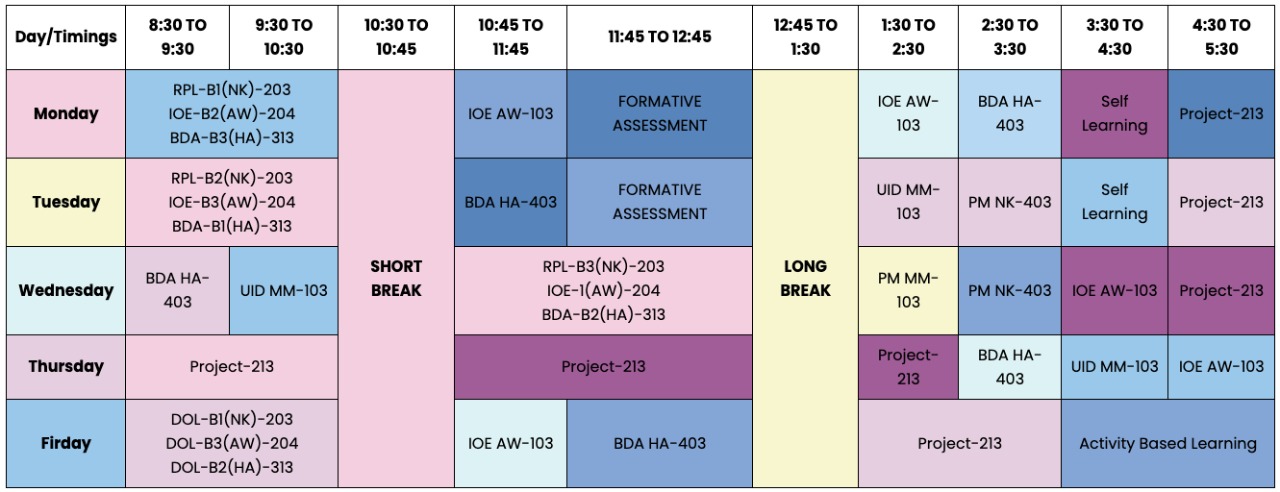 Day/Timings
8:30 TO
9:30
9:30 TO
10:30
10:30 TO
10:45
10:45 TO
11:45
11:45 TO 12:45
12:45 TO
1:30
1:30 TO
2:30
2:30 TO
3:30
3:30 TO
4:30
4:30 TO
5:30
Monday
RPL-B1(NK)-203
IOE-B2(AW)-204
BDA-B3(HA)-313
SHORT
BREAK
IOE AW-103
FORMATIVE
ASSESSMENT
LONG
BREAK
IOE AW-
103
BDA HA-
403
Self
Learning
Project-213
Tuesday
RPL-B2(NK)-203
IOE-B3(AW)-204
BDA-B1(HA)-313
BDA HA-403
FORMATIVE
ASSESSMENT
UID MM-
103
PM NK-403
Self
Learning
Project-213
Wednesday
BDA HA-
403
UID MM-103
RPL-B3(NK)-203
IOE-1(AW)-204
BDA-B2(HA)-313
PM MM-
103
PM NK-403
IOE AW-103
Project-213
Thursday
Project-213
Project-213
Project-
213
BDA HA-
403
UID MM-103
IOE AW-103
Firday
DOL-B1(NK)-203
DOL-B3(AW)-204
DOL-B2(HA)-313
IOE AW-103
BDA HA-403
Project-213
Activity Based Learning